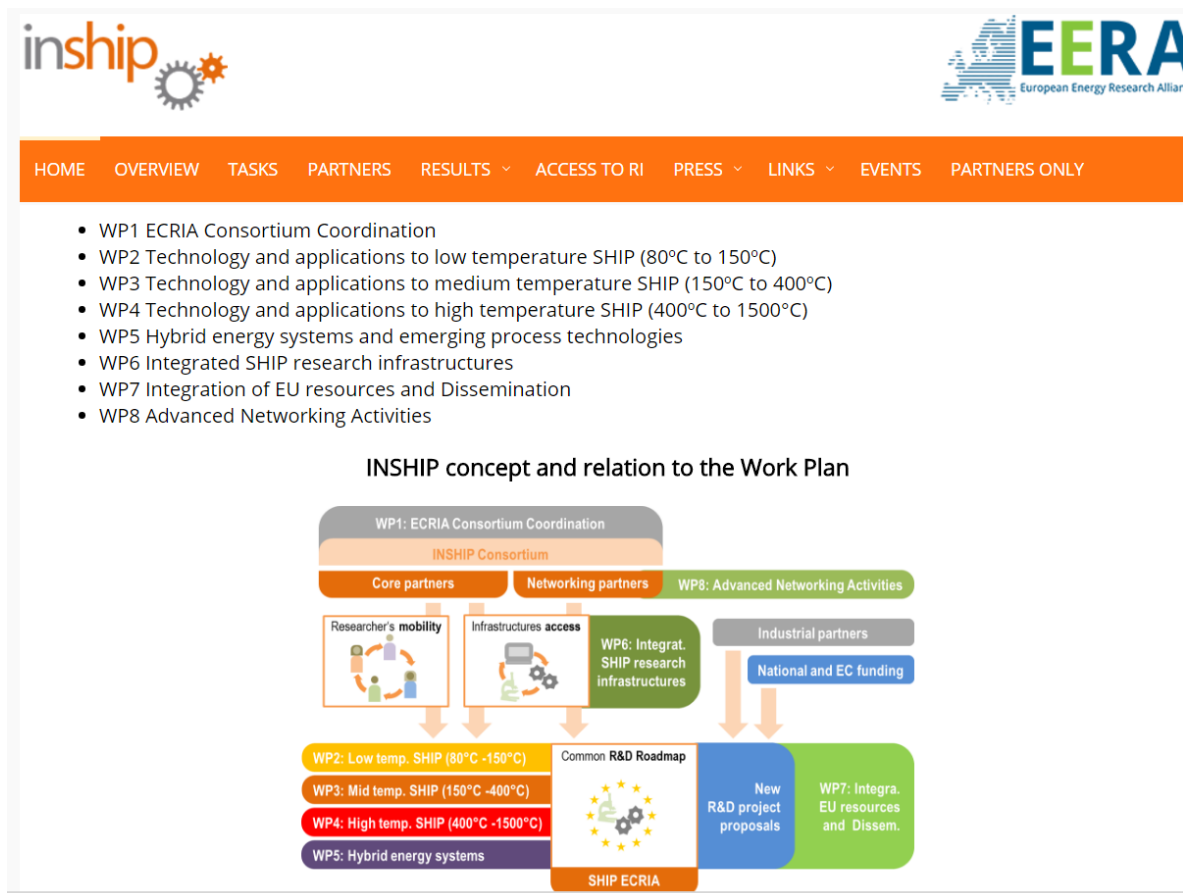 inship
EERA
European Energy Research Allian
HOME OVERVIEW TASKS PARTNERS RESULTS ACCESS TO RI PRESS LINKS EVENTS PARTNERS ONLY
• WP1 ECRIA Consortium Coordination
• WP2 Technology and applications to low temperature SHIP (80ºC to 150ºC)
• WP3 Technology and applications to medium temperature SHIP (150ºC to 400ºC)
• WP4 Technology and applications to high temperature SHIP (400ºC to 1500°C)
• WP5 Hybrid energy systems and emerging process technologies
• WP6 Integrated SHIP research infrastructures
• WP7 Integration of EU resources and Dissemination
• WP8 Advanced Networking Activities
INSHIP concept and relation to the Work Plan
WP1: ECRIA Consortium Coordination
INSHIP Consortium
Core partners
Networking partners
WP8: Advanced Networking Activities
Researcher's mobility
Infrastructures access
WP6: Integrat.
SHIP research
infrastructures
Industrial partners
National and EC funding
WP2: Low temp. SHIP (80°C -150°C)
WP3: Mid temp. SHIP (150°C -400°C)
WP4: High temp. SHIP (400°C -1500°C)
WP5: Hybrid energy systems
Common R&D Roadmap
SHIP ECRIA
New
R&D project
proposals
WP7: Integra.
EU resources
and Dissem.